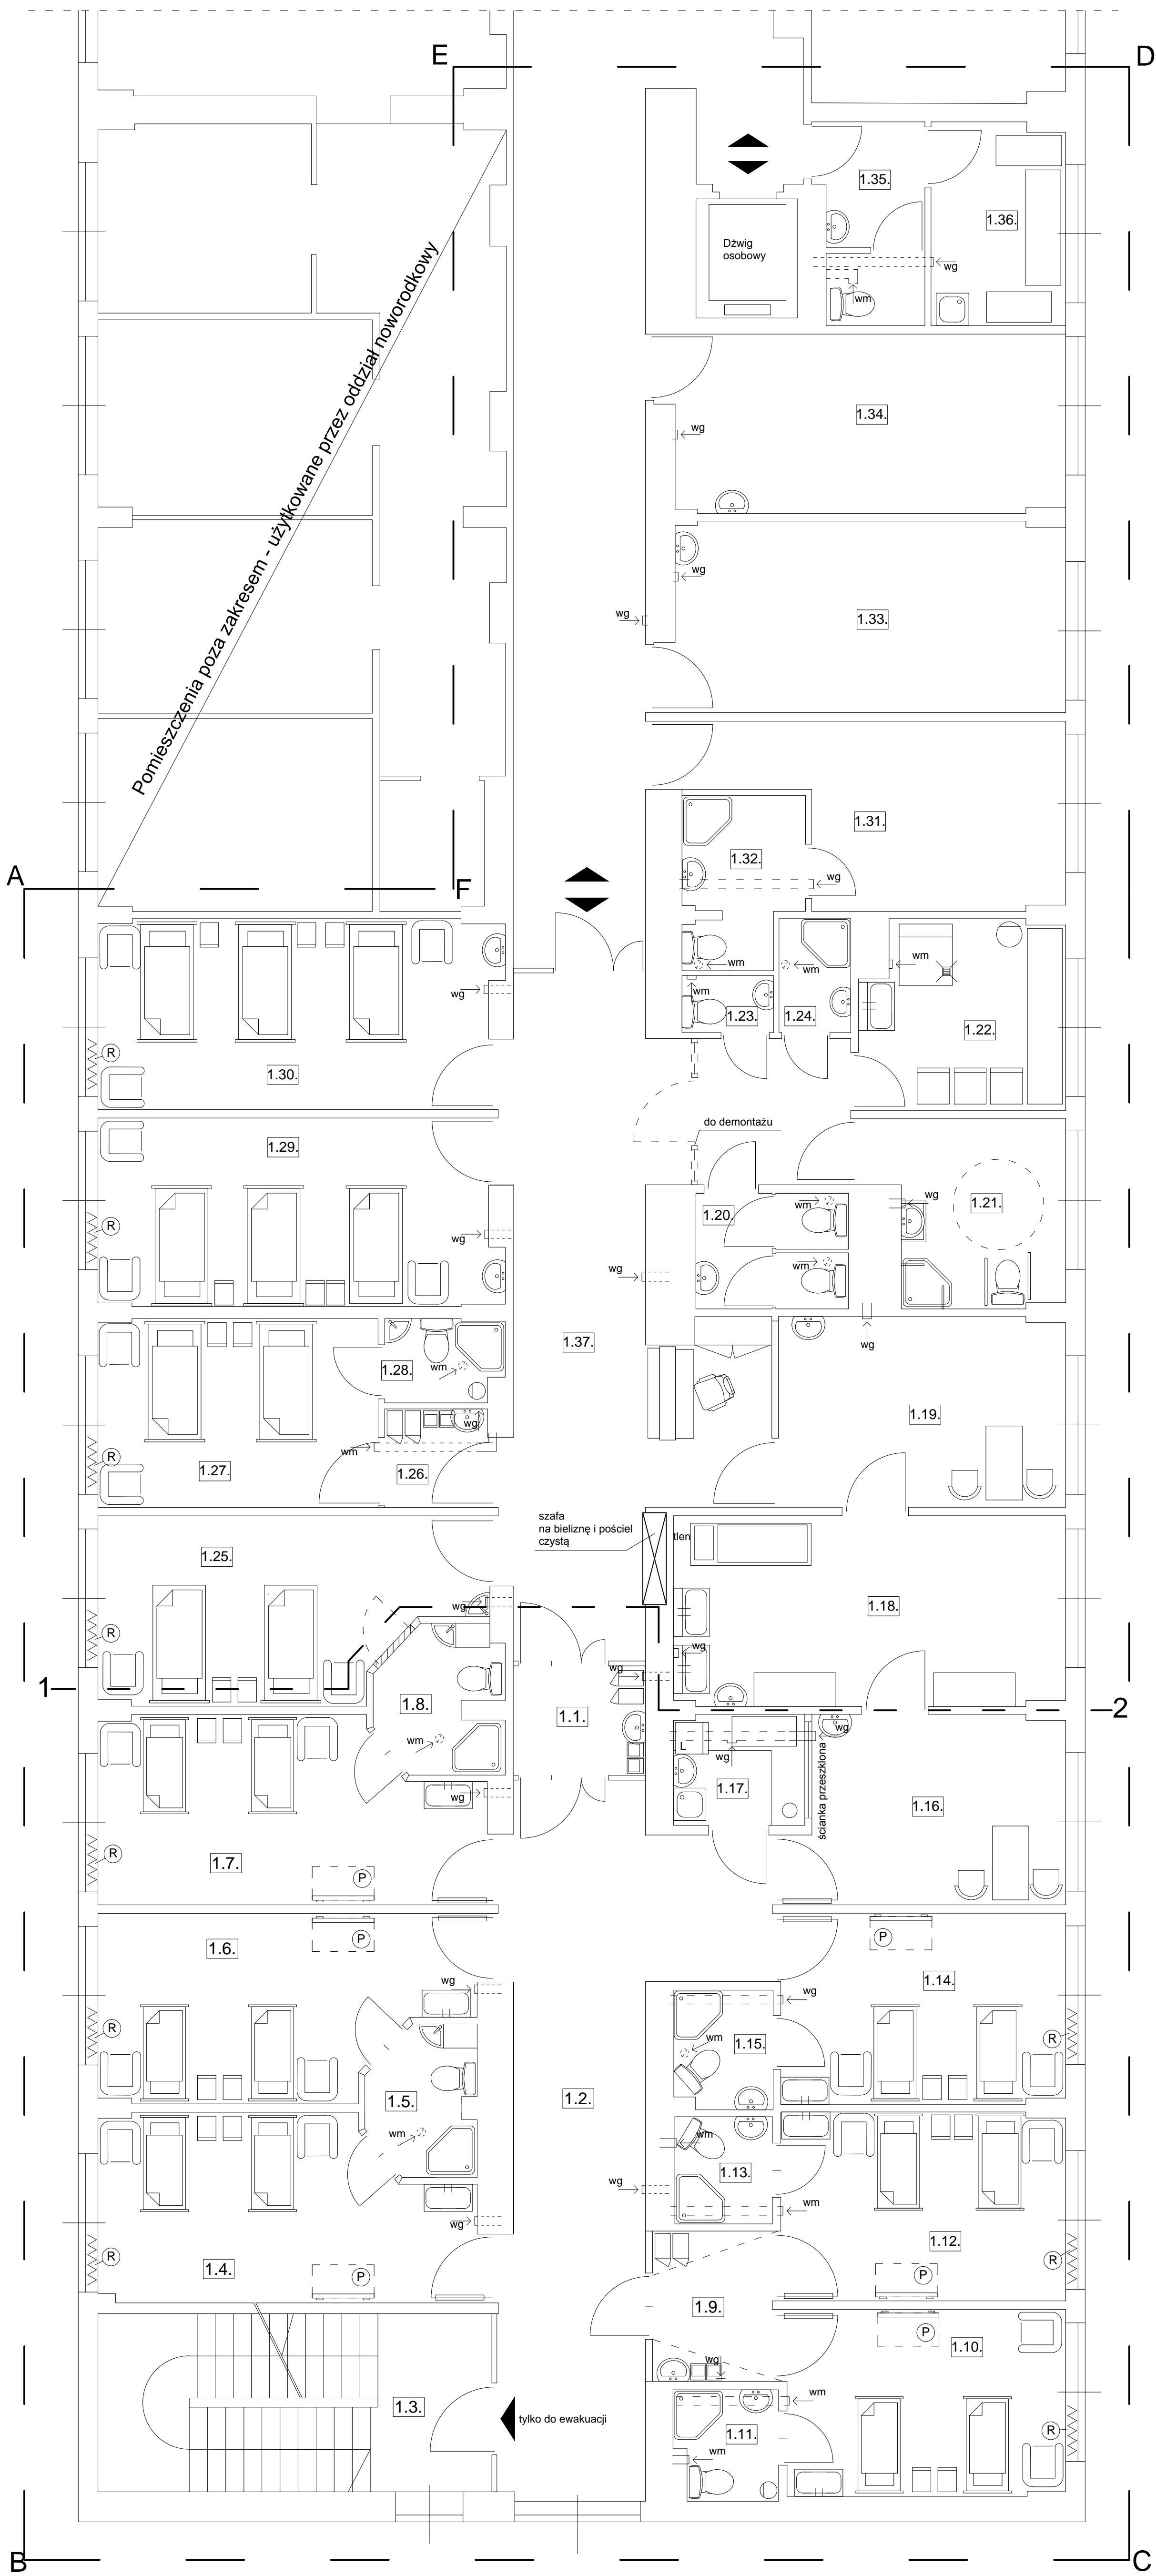 E
D
1.35.
1.36.
Dźwig
osobowy
wg
wm
Pomieszczenia poza zakresem - użytkowane przez oddział noworodkowy
1.34.
wg
wg
wg
1.33.
1.31.
1.32.
wg
A
F
wm
wm
wm
wg
wm
1.23.
1.24.
1.22.
R
1.30.
do demontażu
1.29.
wg
1.20.
wm
1.21.
R
wg
wm
wg
1.37.
wg
1.28.
wm
1.19.
wg
wm
R
1.27.
1.26.
szafa
na bieliznę i pościel
czystą
tlen
1.25.
wg
1.18.
R
wg
wg
1
1.8.
1.1.
2
wm
L
wg
wg
ścianka przeszklona
1.17.
wg
1.16.
R
1.7.
P
P
1.6.
P
wg
1.14.
wg
R
wm
1.15.
R
1.5.
1.2.
wm
wm
1.13.
wg
wm
wg
R
1.4.
P
1.12.
R
P
1.9.
P
1.10.
wg
1.3.
tylko do ewakuacji
wm
1.11.
wm
R
B
C